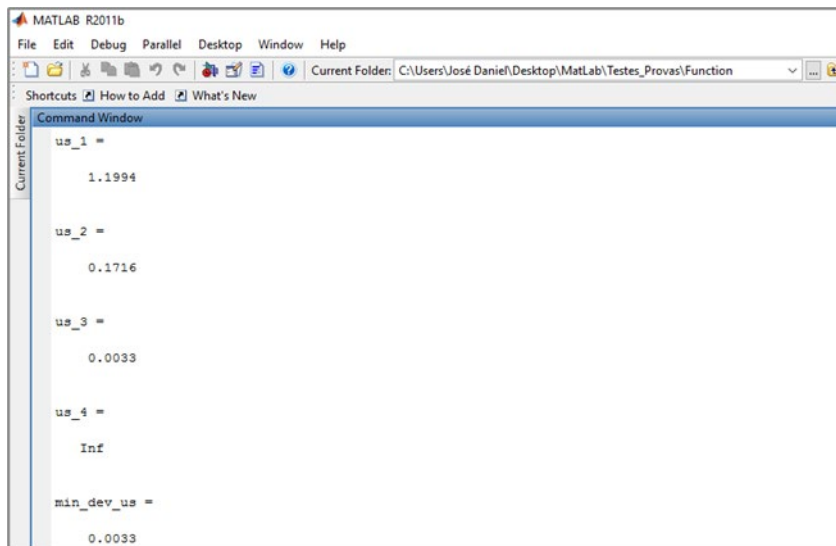 MATLAB R2011b
File Edit Debug Parallel Desktop Window Help
Current Folder: C:\Users\José Daniel\Desktop\MatLab\Testes_Provas\Function
Shortcuts How to Add What's New
Current Folder
Command Window
us_1 =
1.1994
us_2 =
0.1716
us_3 =
0.0033
us_4 =
Inf
min_dev_us =
0.0033